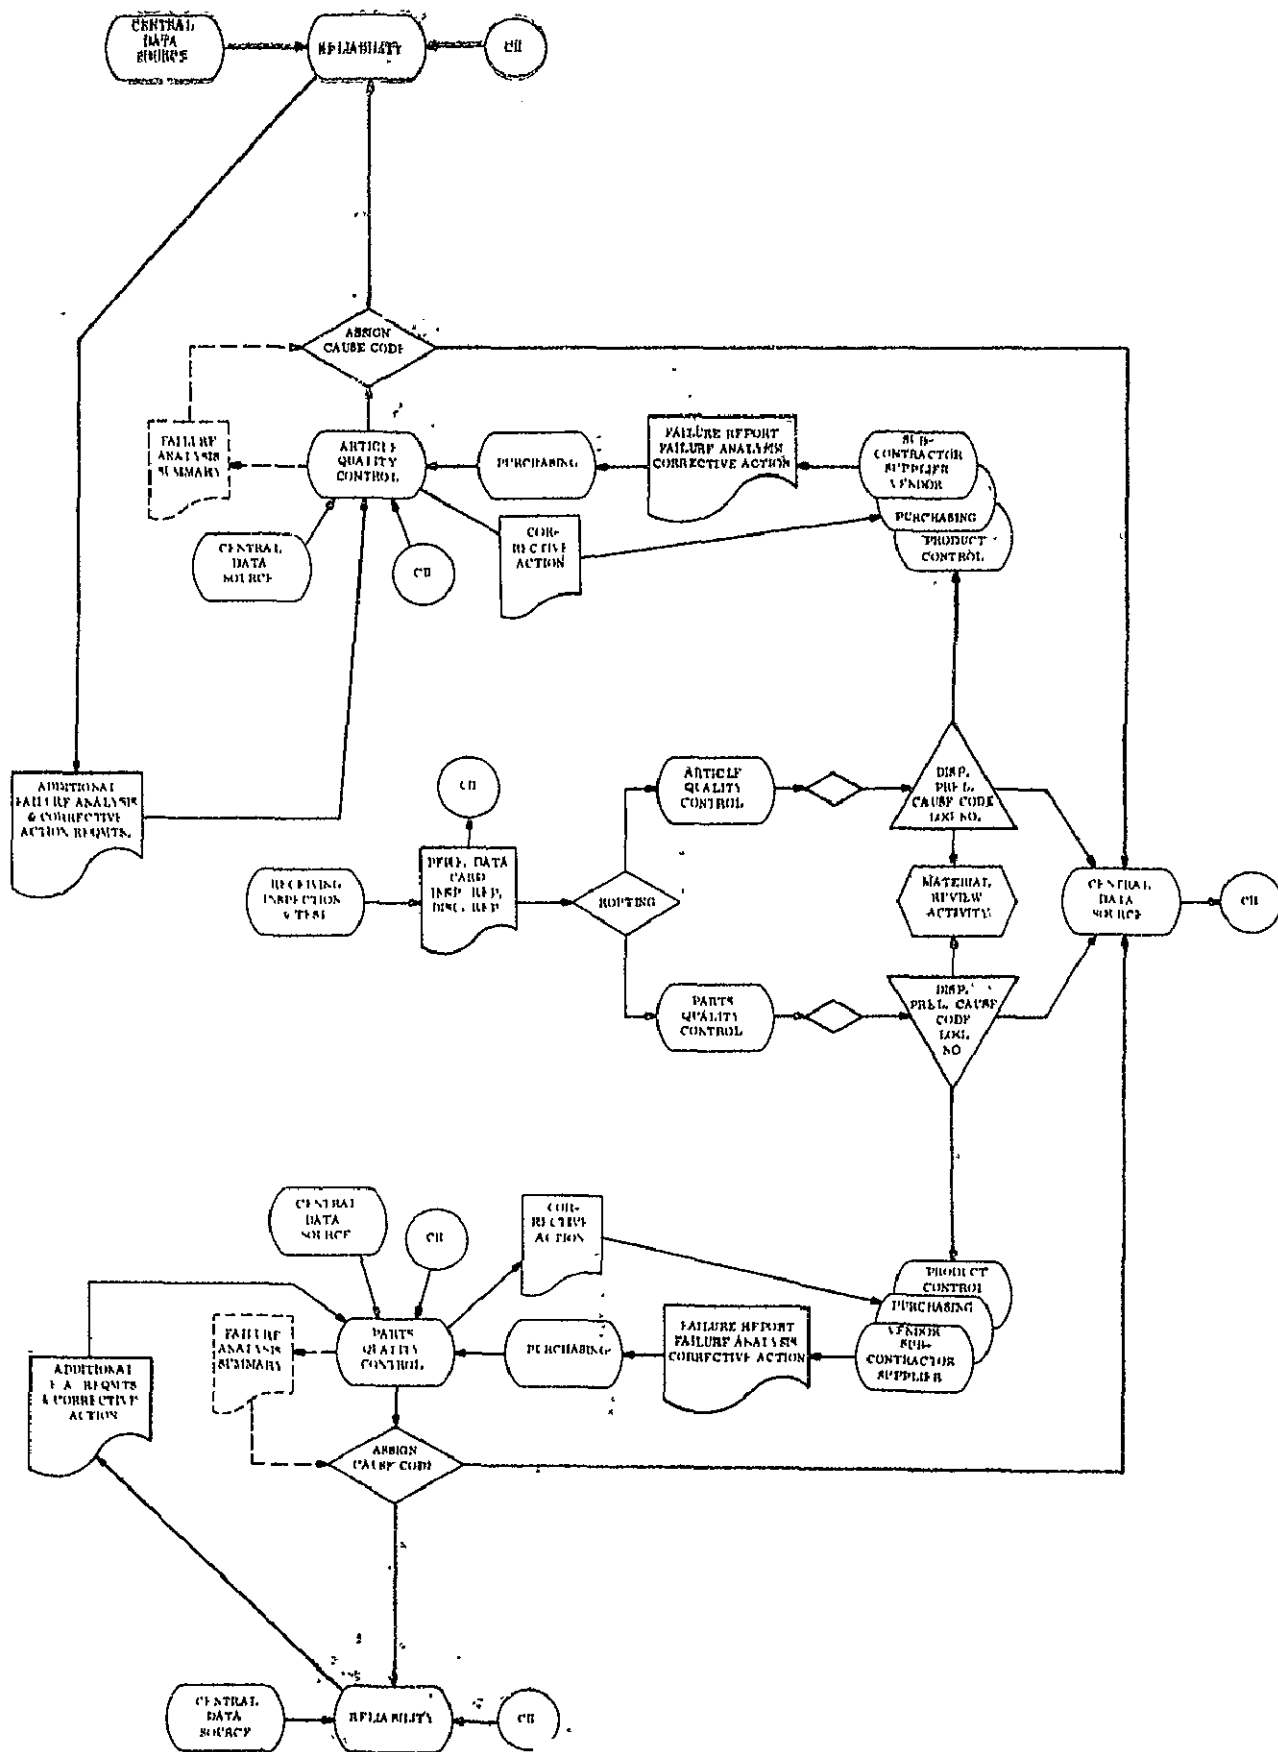 CENTRAL
DATA
SOURCE
RELIABILITY
CII
ASSIGN
CAUSE CODE
FAILURE
ANALYSIS
SUMMARY
ARTICLE
QUALITY
CONTROL
PURCHASING
FAILURE REPORT
FAILURE ANALYSIS
CORRECTIVE ACTION
SUB-
CONTRACTOR
SUPPLIER
VENDOR
PURCHASING
PRODUCT
CONTROL
CENTRAL
DATA
SOURCE
CII
COR-
RECTIVE
ACTION
ADDITIONAL
FAILURE ANALYSIS
& CORRECTIVE
ACTION REQMTS.
CII
ARTICLE
QUALITY
CONTROL
DISP.
PREL.
CAUSE CODE
LOG NO.
RECEIVING
INSPECTION
& TEST
DATA
CARD
INSP. REP.
DISC. REP.
ROUTING
MATERIAL
REVIEW
ACTIVITY
CENTRAL
DATA
SOURCE
CII
PARTS
QUALITY
CONTROL
DISP.
PREL. CAUSE
CODE
LOG.
NO
CENTRAL
DATA
SOURCE
CII
COR-
RECTIVE
ACTION
PRODUCT
CONTROL
PURCHASING
VENDOR
SUB-
CONTRACTOR
SUPPLIER
FAILURE
ANALYSIS
SUMMARY
PARTS
QUALITY
CONTROL
PURCHASING
FAILURE REPORT
FAILURE ANALYSIS
CORRECTIVE ACTION
ADDITIONAL
F.A. REQMTS
& CORRECTIVE
ACTION
ASSIGN
CAUSE CODE
CENTRAL
DATA
SOURCE
RELIABILITY
CII